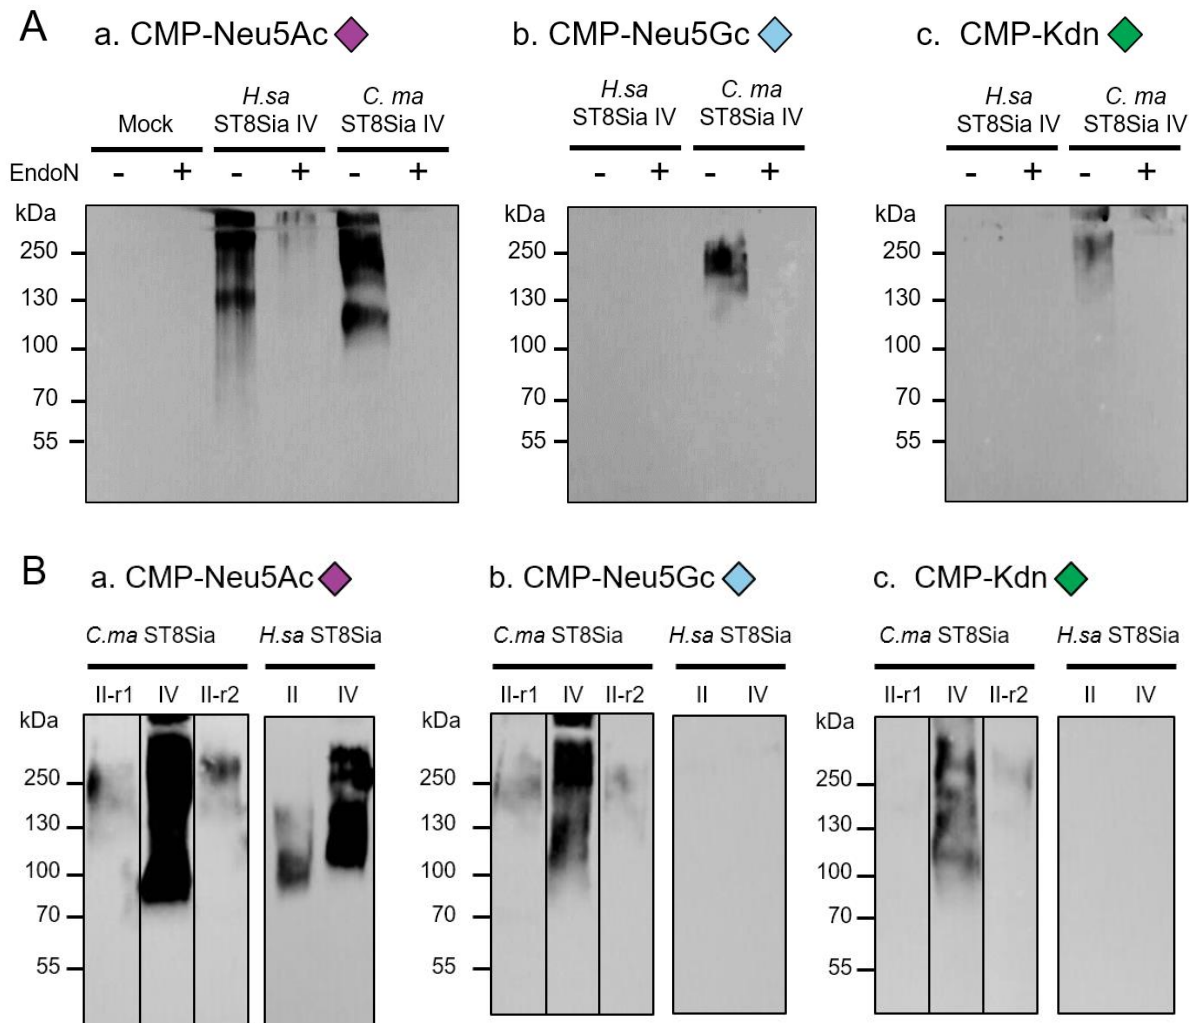 A
a. CMP-Neu5Ac
b. CMP-Neu5Gc
c. CMP-Kdn
H.sa C. ma
Mock ST8Sia IV ST8Sia IV
H.sa C. ma
ST8Sia IV ST8Sia IV
H.sa C. ma
ST8Sia IV ST8Sia IV
EndoN - + - + - +
- + - +
- + - +
kDa
250
130
100
70
55
kDa
250
130
100
70
55
kDa
250
130
100
70
55
B
a. CMP-Neu5Ac
b. CMP-Neu5Gc
c. CMP-Kdn
C.ma ST8Sia H.sa ST8Sia
C.ma ST8Sia H.sa ST8Sia
C.ma ST8Sia H.sa ST8Sia
II-r1 IV II-r2 II IV
II-r1 IV II-r2 II IV
II-r1 IV II-r2 II IV
kDa
250
130
100
70
55
kDa
250
130
100
70
55
kDa
250
130
100
70
55